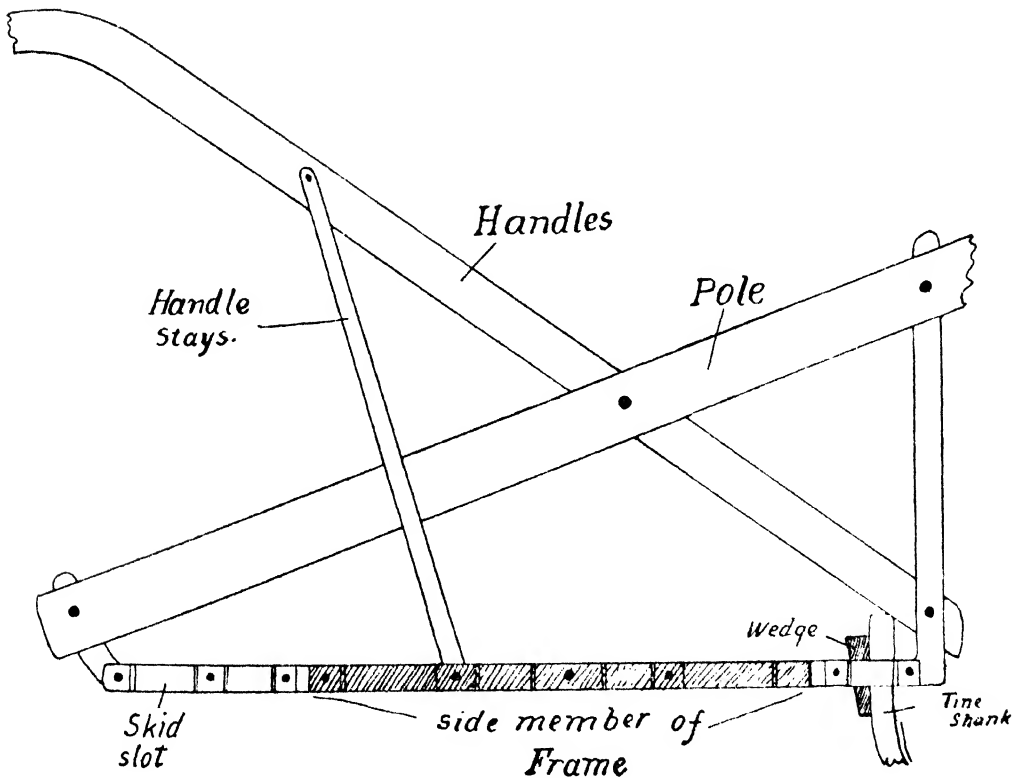 Handles
Pole
Handle
Stays.
Wedge
Tine
Shank
Skid
slot
side member of
Frame